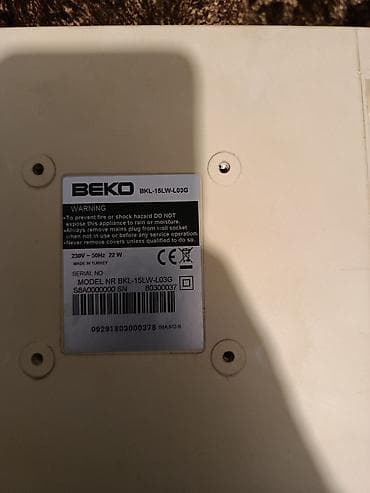 BEKO BKL-15LW-L03G
WARNING
•To prevent fire or shock hazard DO NOT
expose this appliance to rain or moisture.
•Always remove mains plug from wall socket
when not in use or before any service operation.
•Never remove covers unless qualified to do so.
230V ~ 50Hz 22 W
MADE IN TURKEY
CE
SERIAL NO
MODEL NR BKL-15LW-L03G
S8A0000000 SN 80300037
09291803000378